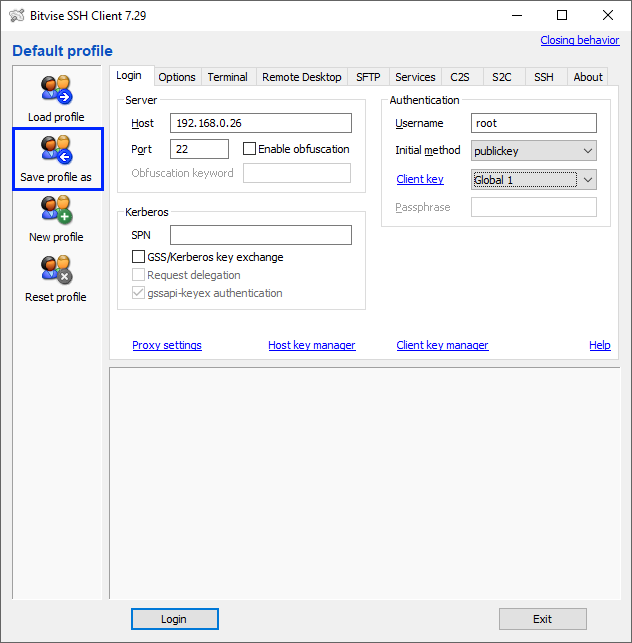 Bitvise SSH Client 7.29
Closing behavior
Default profile
Load profile
Save profile as
New profile
Reset profile
Login Options Terminal Remote Desktop SFTP Services C2S S2C SSH About
Server
Host 192.168.0.26
Port 22 Enable obfuscation
Obfuscation keyword
Kerberos
SPN
GSS/Kerberos key exchange
Request delegation
gssapi-keyex authentication
Authentication
Username root
Initial method publickey
Client key Global 1
Passphrase
Proxy settings Host key manager Client key manager Help
Login Exit